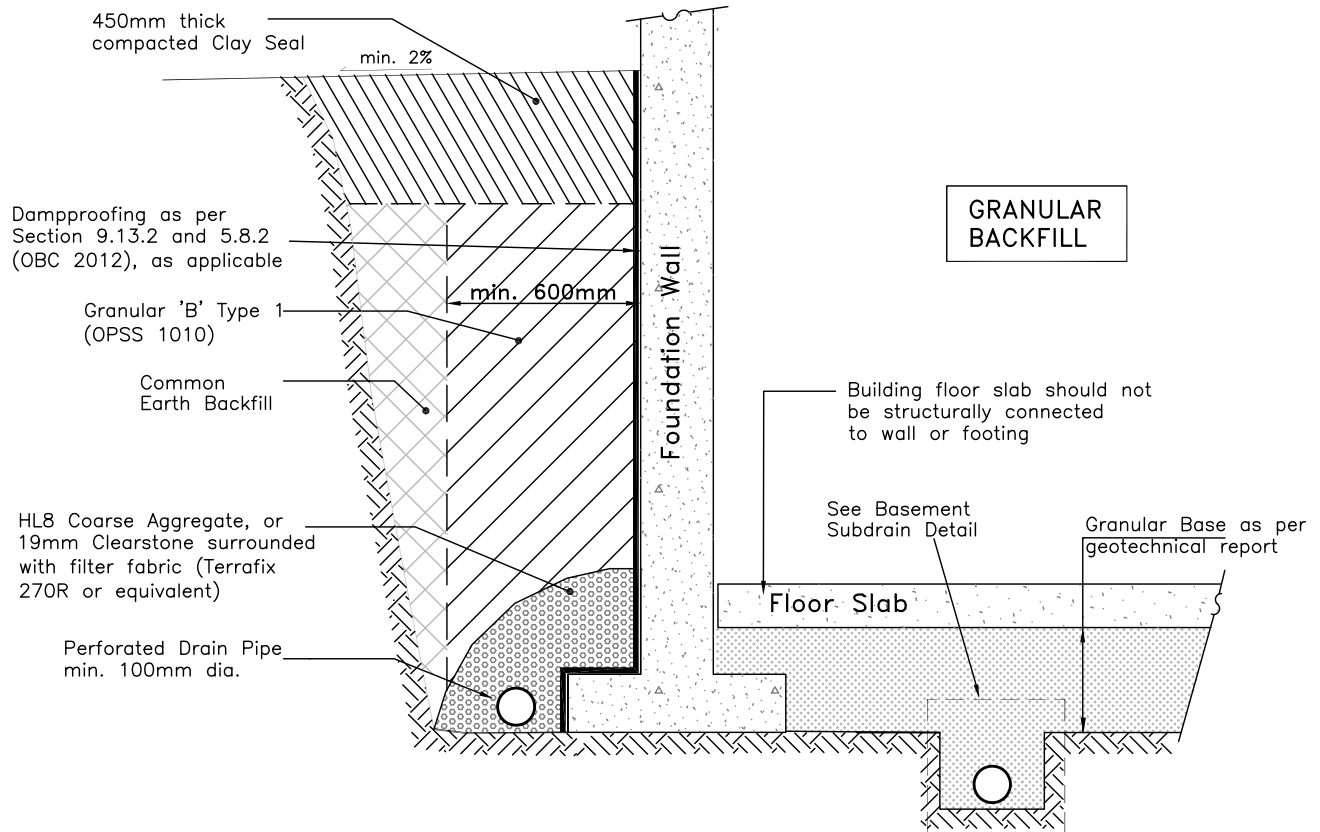 450mm thick
compacted Clay Seal
min. 2%
Dampproofing as per
Section 9.13.2 and 5.8.2
(OBC 2012), as applicable
Granular 'B' Type 1
(OPSS 1010)
Common
Earth Backfill
HL8 Coarse Aggregate, or
19mm Clearstone surrounded
with filter fabric (Terrafix
270R or equivalent)
Perforated Drain Pipe
min. 100mm dia.
min. 600mm
Foundation Wall
GRANULAR
BACKFILL
Building floor slab should not
be structurally connected
to wall or footing
See Basement
Subdrain Detail
Granular Base as per
geotechnical report
Floor Slab